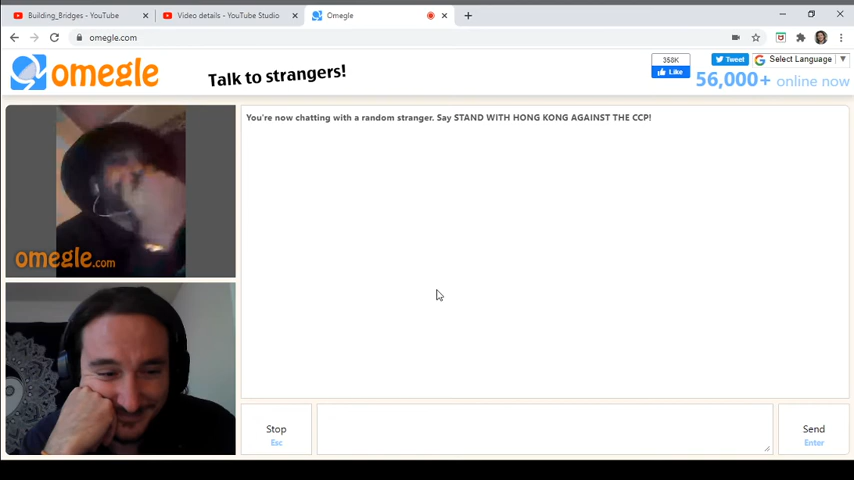 Building_Bridges - YouTube
Video details - YouTube Studio
Omegle
omegle.com
omegle
Talk to strangers!
358K
Like
Tweet
G Select Language
56,000+ online now
You're now chatting with a random stranger. Say STAND WITH HONG KONG AGAINST THE CCP!
omegle.com
Stop
Esc
Send
Enter